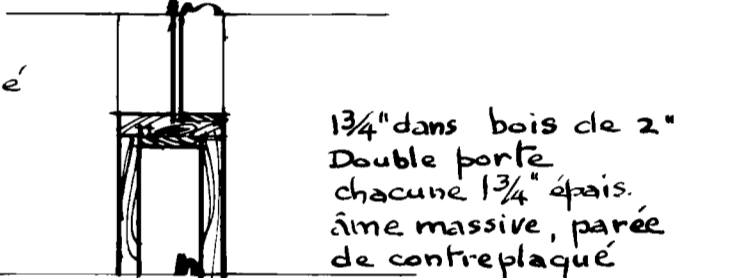 é
1¾" dans bois de 2"
Double porte
chacune 1¾" épais.
âme massive, parée
de contreplaqué